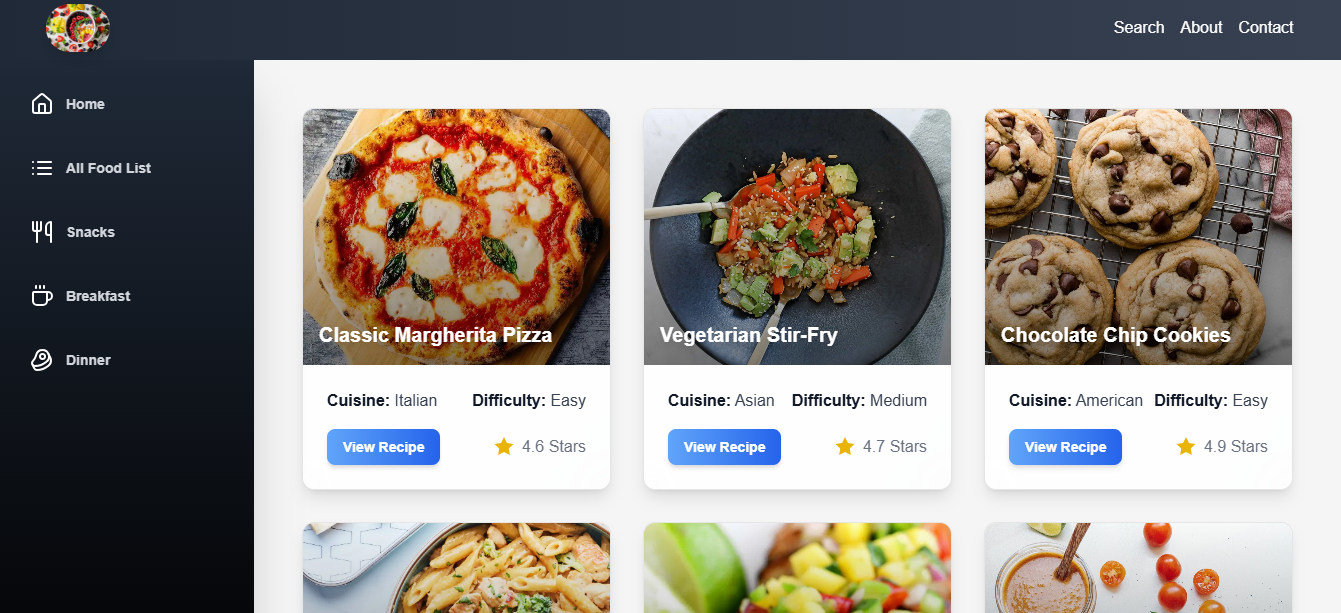 Search About Contact
Home
All Food List
Snacks
Breakfast
Dinner
Classic Margherita Pizza
Cuisine: Italian Difficulty: Easy
View Recipe 4.6 Stars
Vegetarian Stir-Fry
Cuisine: Asian Difficulty: Medium
View Recipe 4.7 Stars
Chocolate Chip Cookies
Cuisine: American Difficulty: Easy
View Recipe 4.9 Stars